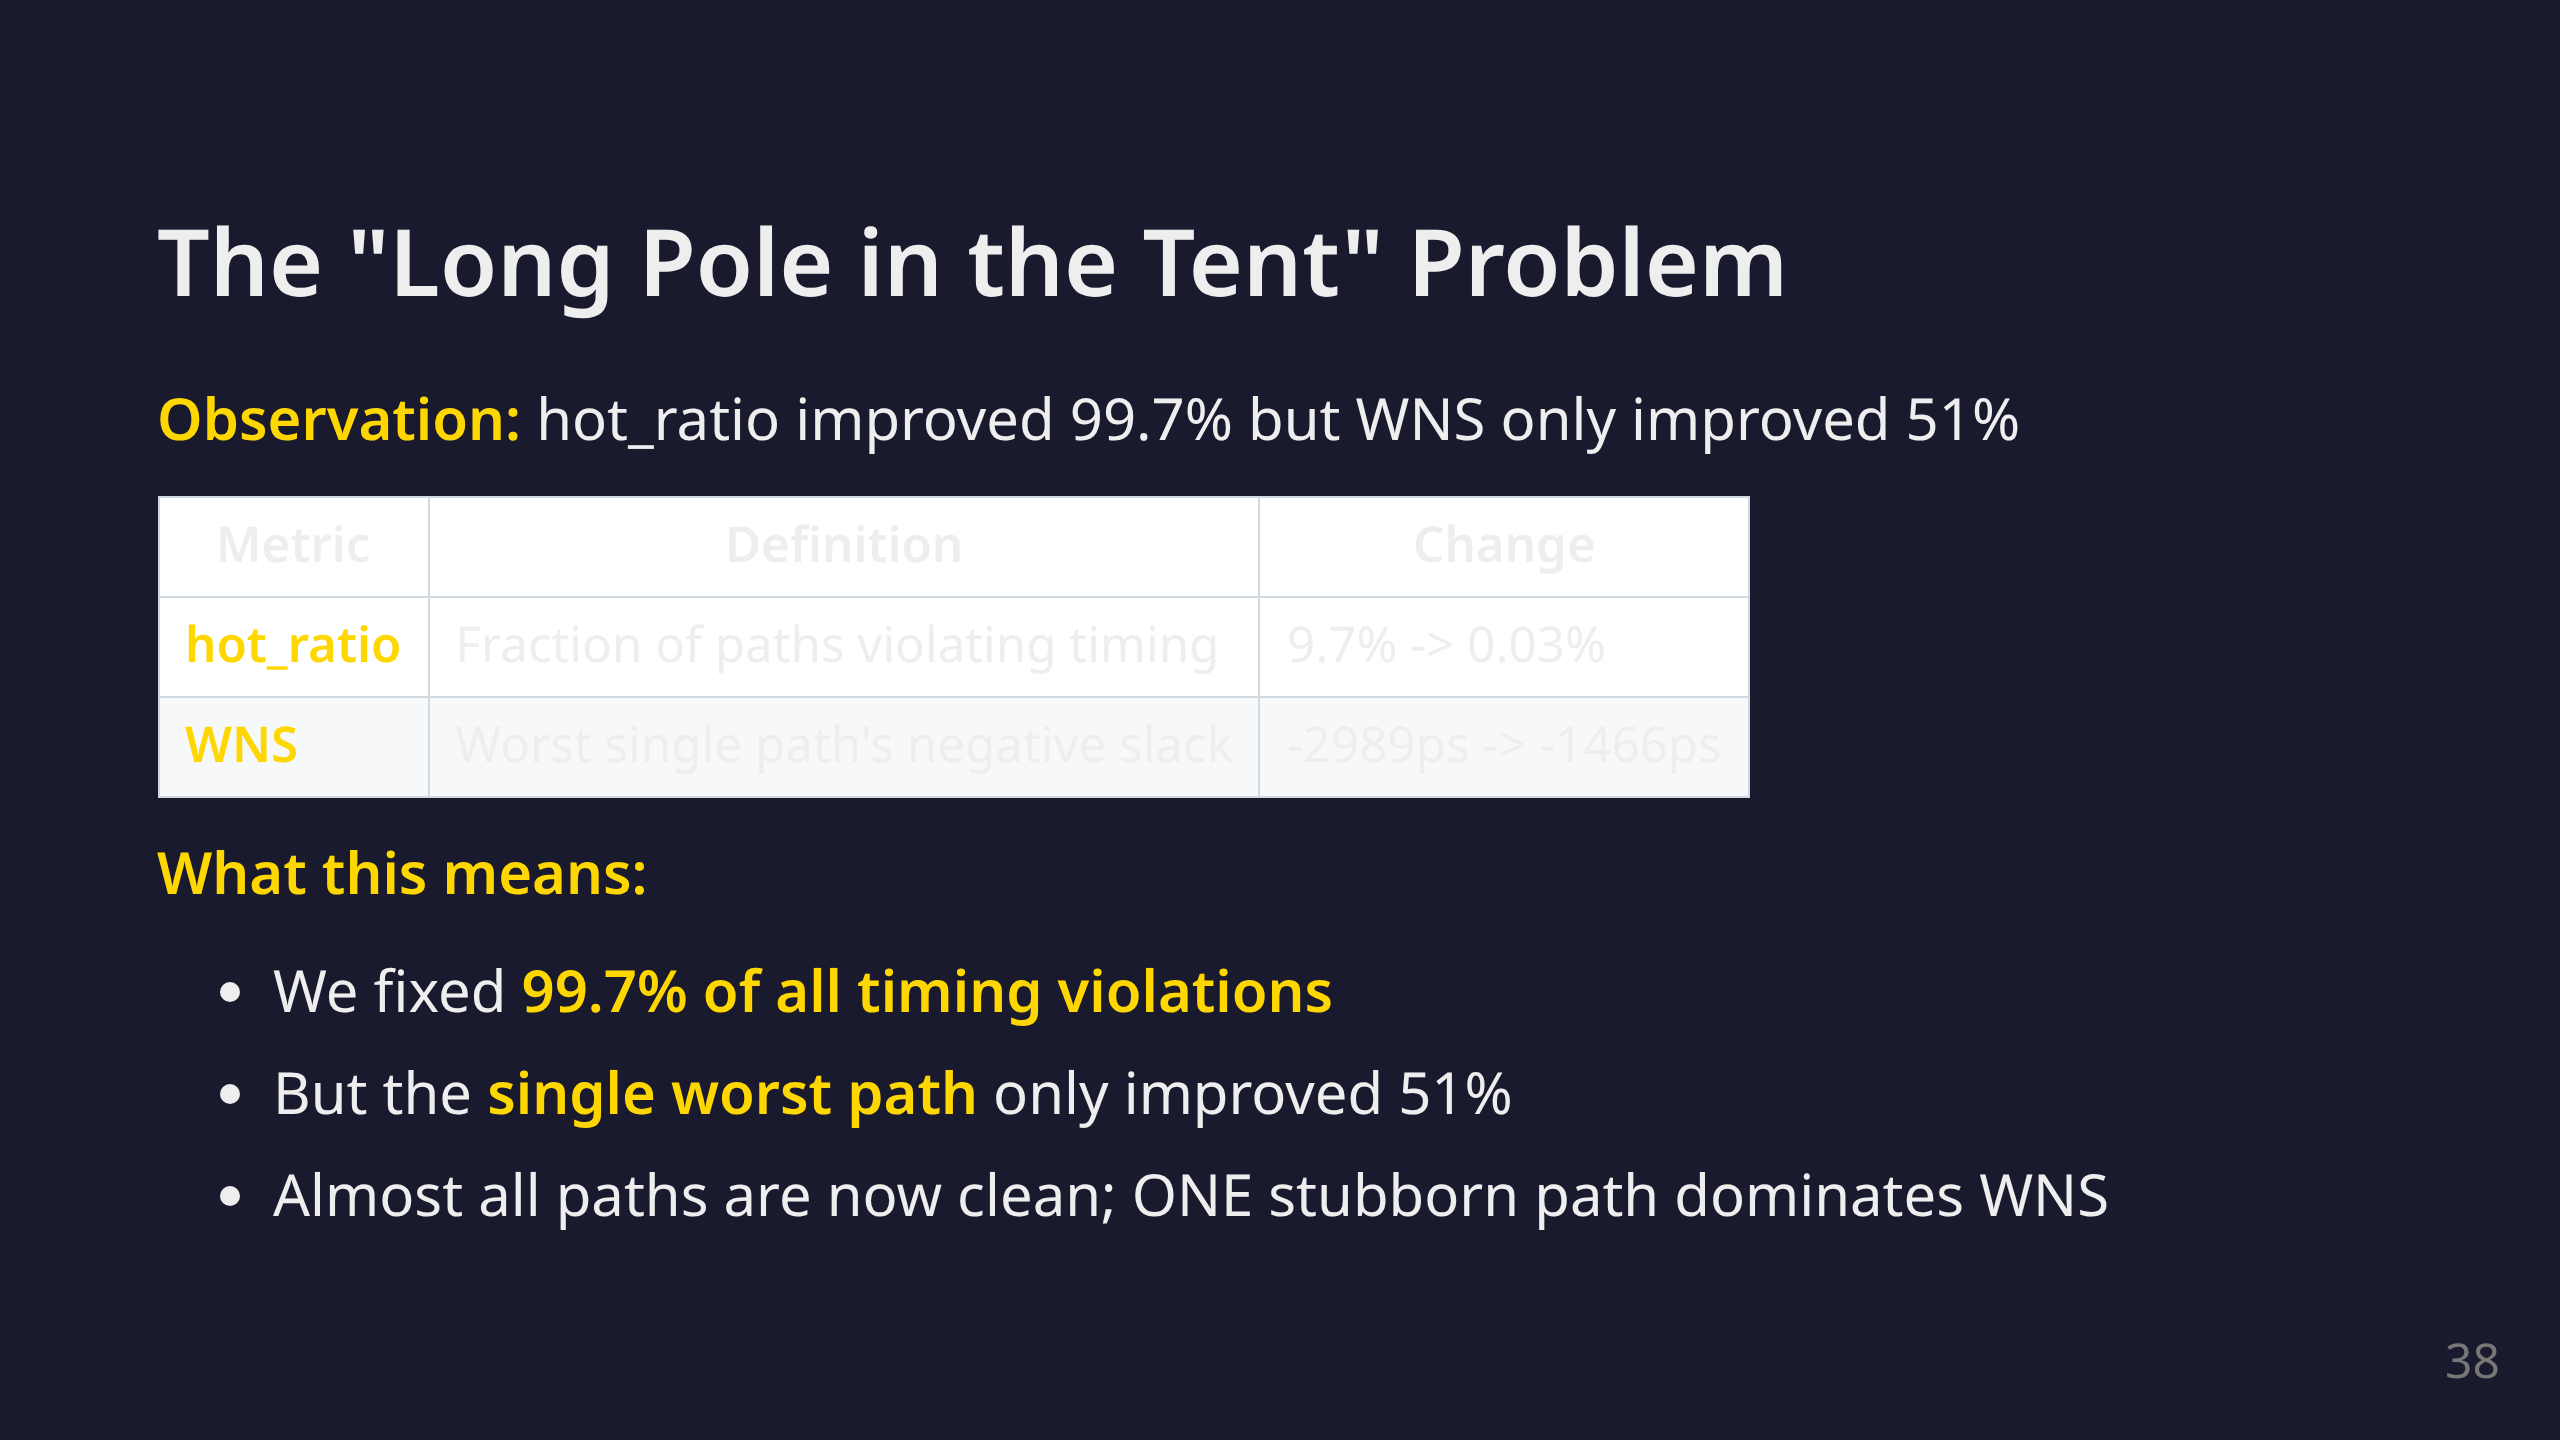 The "Long Pole in the Tent" Problem
Observation: hot_ratio improved 99.7% but WNS only improved 51%
Metric Definition Change
hot_ratio Fraction of paths violating timing 9.7% -> 0.03%
WNS Worst single path's negative slack -2989ps -> -1466ps
What this means:
• We fixed 99.7% of all timing violations
• But the single worst path only improved 51%
• Almost all paths are now clean; ONE stubborn path dominates WNS
38